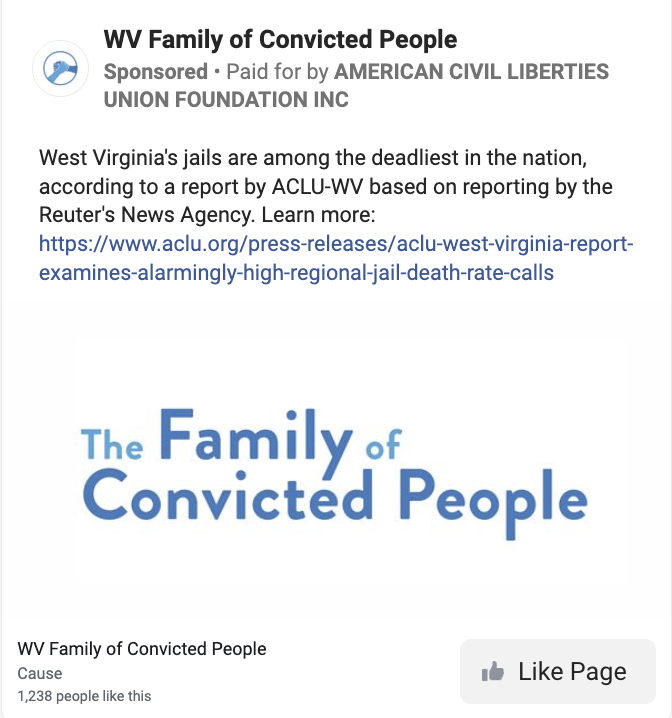 WV Family of Convicted People
Sponsored • Paid for by AMERICAN CIVIL LIBERTIES
UNION FOUNDATION INC
West Virginia's jails are among the deadliest in the nation,
according to a report by ACLU-WV based on reporting by the
Reuter's News Agency. Learn more:
https://www.aclu.org/press-releases/aclu-west-virginia-report-
examines-alarmingly-high-regional-jail-death-rate-calls
The Family of
Convicted People
WV Family of Convicted People
Cause
1,238 people like this
Like Page